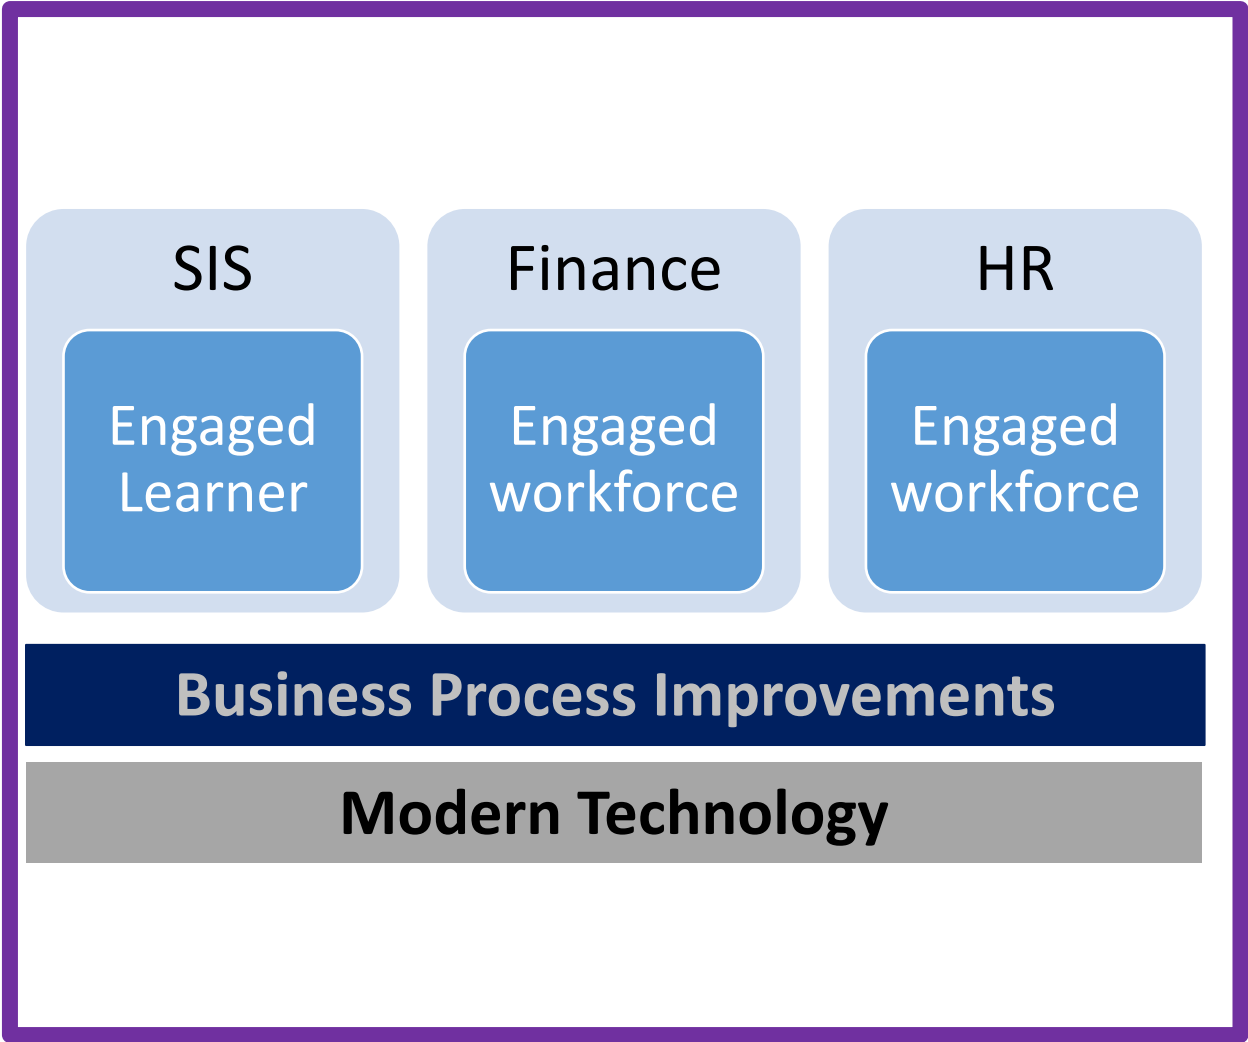 SIS
Engaged
Learner
Finance
Engaged
workforce
HR
Engaged
workforce
Business Process Improvements
Modern Technology